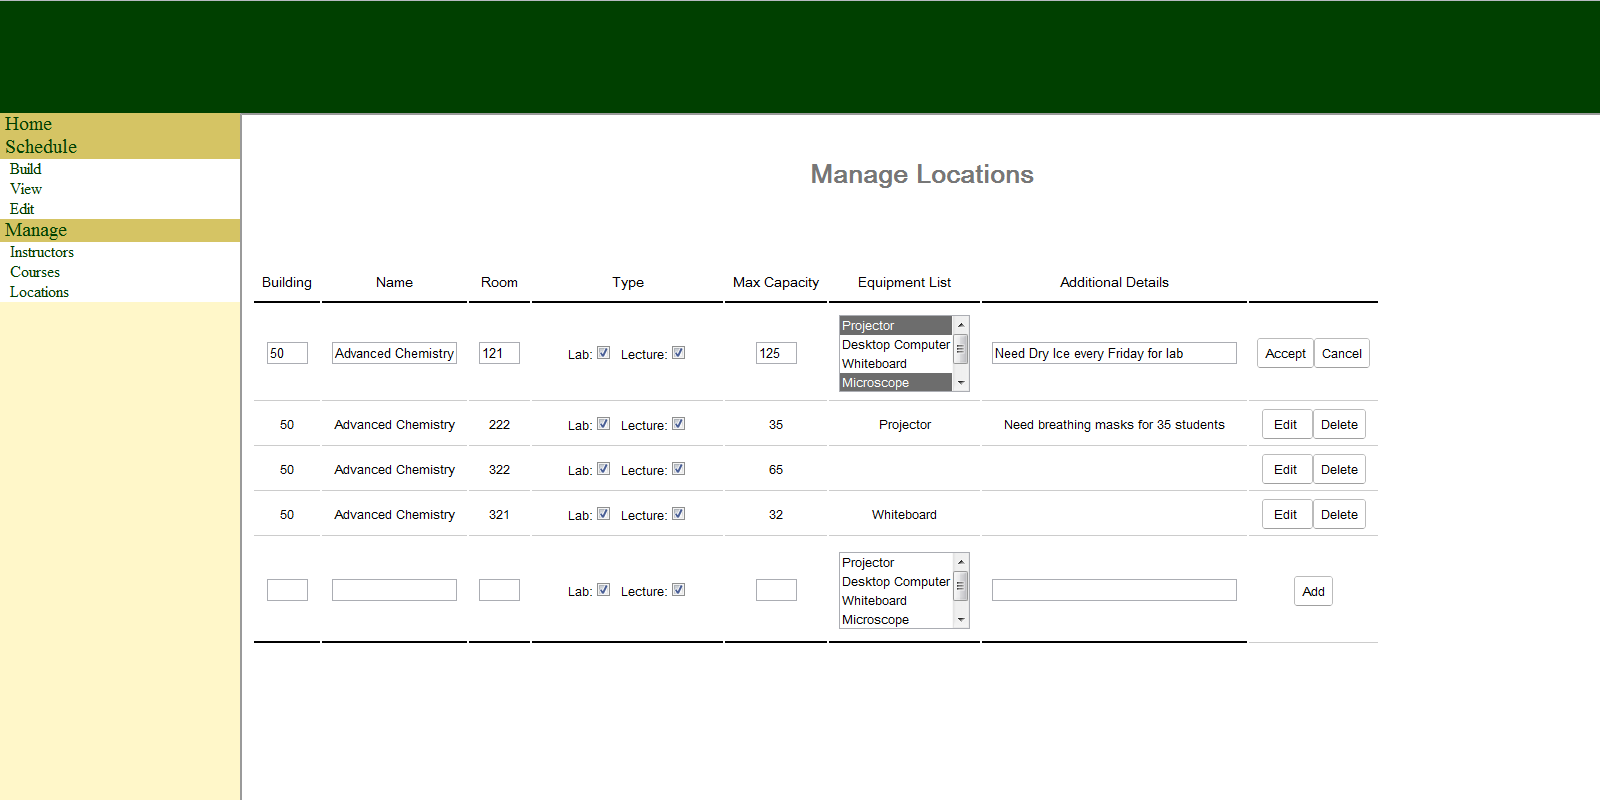 Home
Schedule
Build
View
Edit
Manage
Instructors
Courses
Locations
Manage Locations
Building Name Room Type Max Capacity Equipment List Additional Details
50 Advanced Chemistry 121 Lab: Lecture: 125 Projector Desktop Computer Whiteboard Microscope Need Dry Ice every Friday for lab Accept Cancel
50 Advanced Chemistry 222 Lab: Lecture: 35 Projector Need breathing masks for 35 students Edit Delete
50 Advanced Chemistry 322 Lab: Lecture: 65 Edit Delete
50 Advanced Chemistry 321 Lab: Lecture: 32 Whiteboard Edit Delete
Lab: Lecture: Projector Desktop Computer Whiteboard Microscope Add